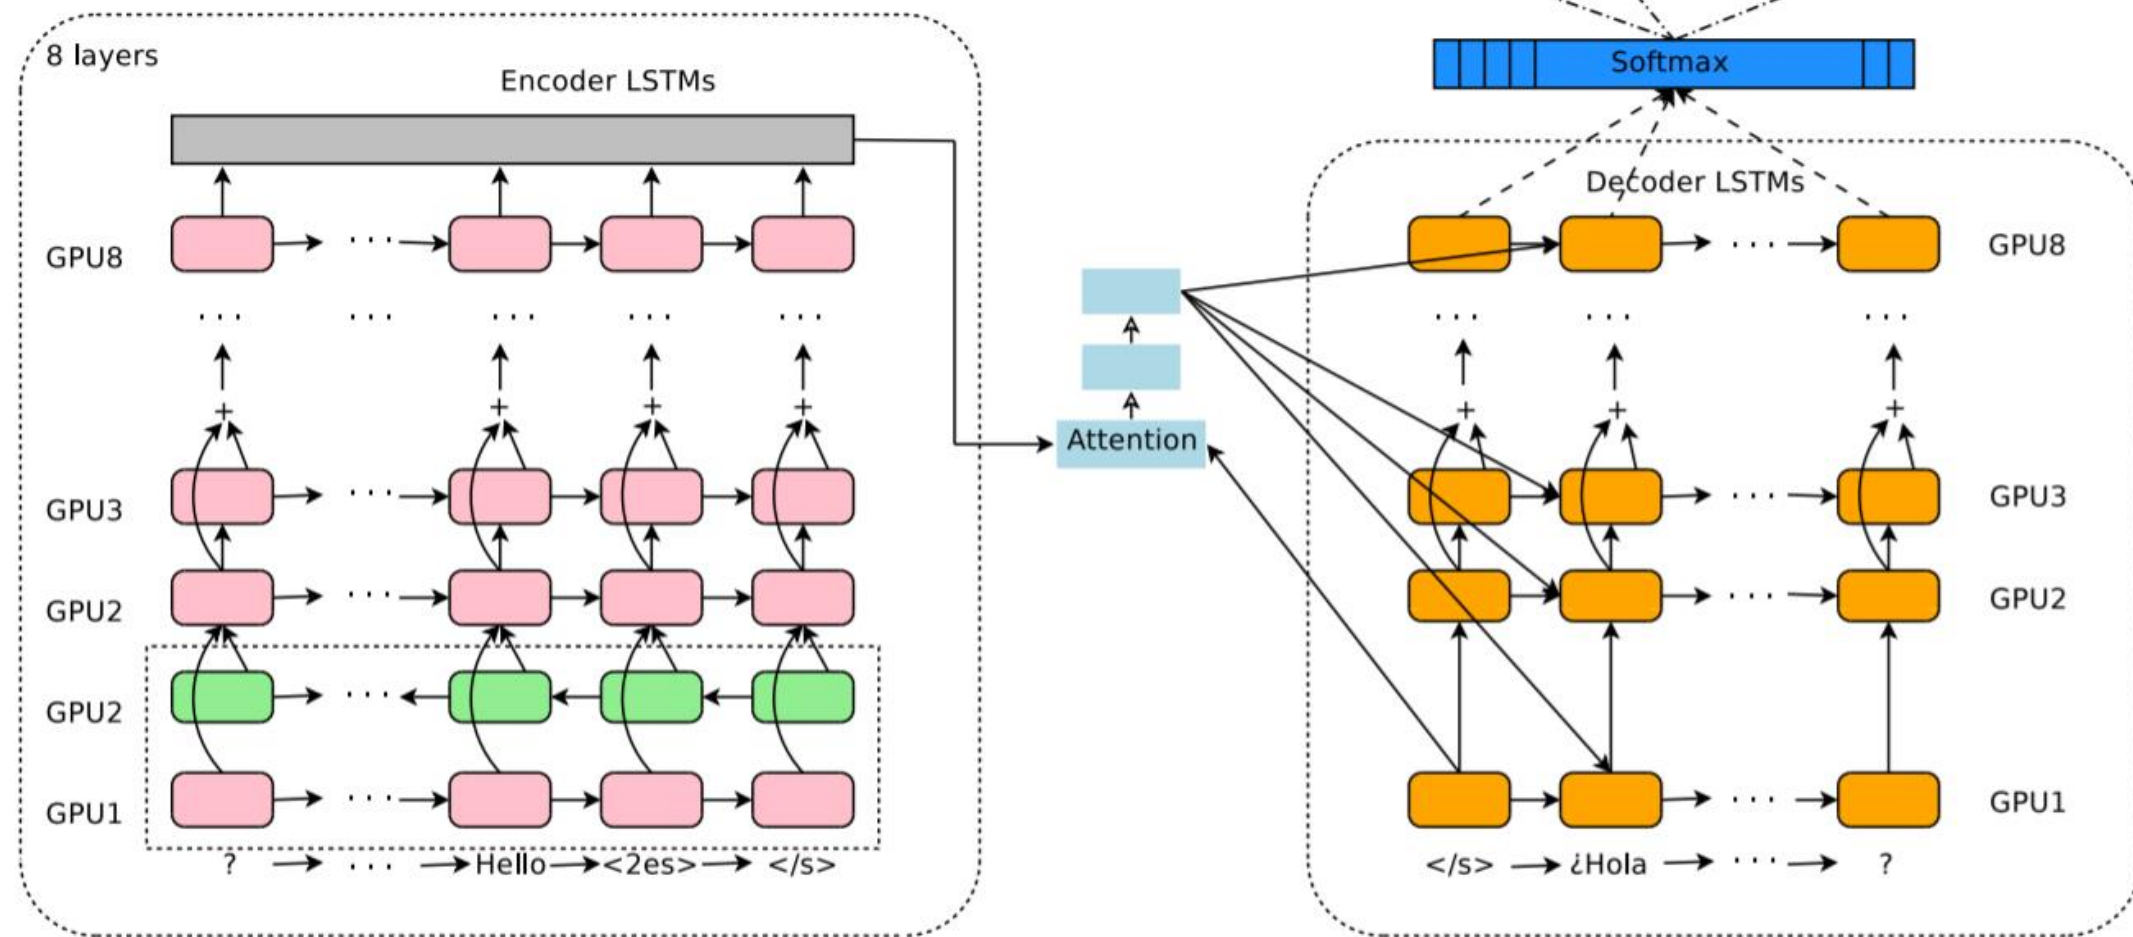 8 layers
Encoder LSTMs
GPU8
. . .
. . .
. . .
. . .
. . .
. . .
+
+
+
+
GPU3
. . .
GPU2
. . .
GPU2
. . .
GPU1
. . .
? . . . Hello <2es> </s>
Attention
Softmax
Decoder LSTMs
. . .
GPU8
. . .
. . .
. . .
+
+
+
. . .
GPU3
. . .
GPU2
. . .
GPU1
</s> ¿Hola . . . ?